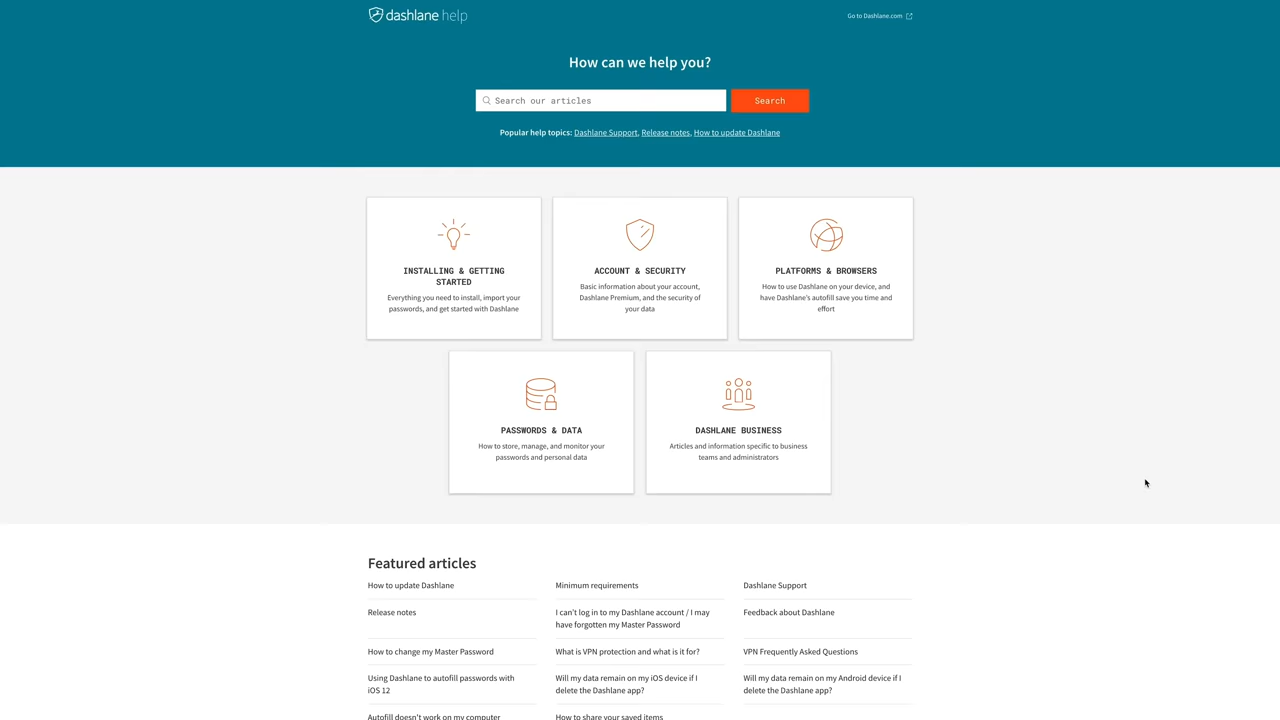 dashlane help
Go to Dashlane.com
How can we help you?
Search our articles
Search
Popular help topics: Dashlane Support, Release notes, How to update Dashlane
INSTALLING & GETTING
STARTED
Everything you need to install, import your
passwords, and get started with Dashlane
ACCOUNT & SECURITY
Basic information about your account,
Dashlane Premium, and the security of
your data
PLATFORMS & BROWSERS
How to use Dashlane on your device, and
have Dashlane's autofill save you time and
effort
PASSWORDS & DATA
How to store, manage, and monitor your
passwords and personal data
DASHLANE BUSINESS
Articles and information specific to business
teams and administrators
Featured articles
How to update Dashlane
Minimum requirements
Dashlane Support
Release notes
I can't log in to my Dashlane account / I may
have forgotten my Master Password
Feedback about Dashlane
How to change my Master Password
What is VPN protection and what is it for?
VPN Frequently Asked Questions
Using Dashlane to autofill passwords with
iOS 12
Will my data remain on my iOS device if I
delete the Dashlane app?
Will my data remain on my Android device if I
delete the Dashlane app?
Autofill doesn't work on my computer
How to share your saved items